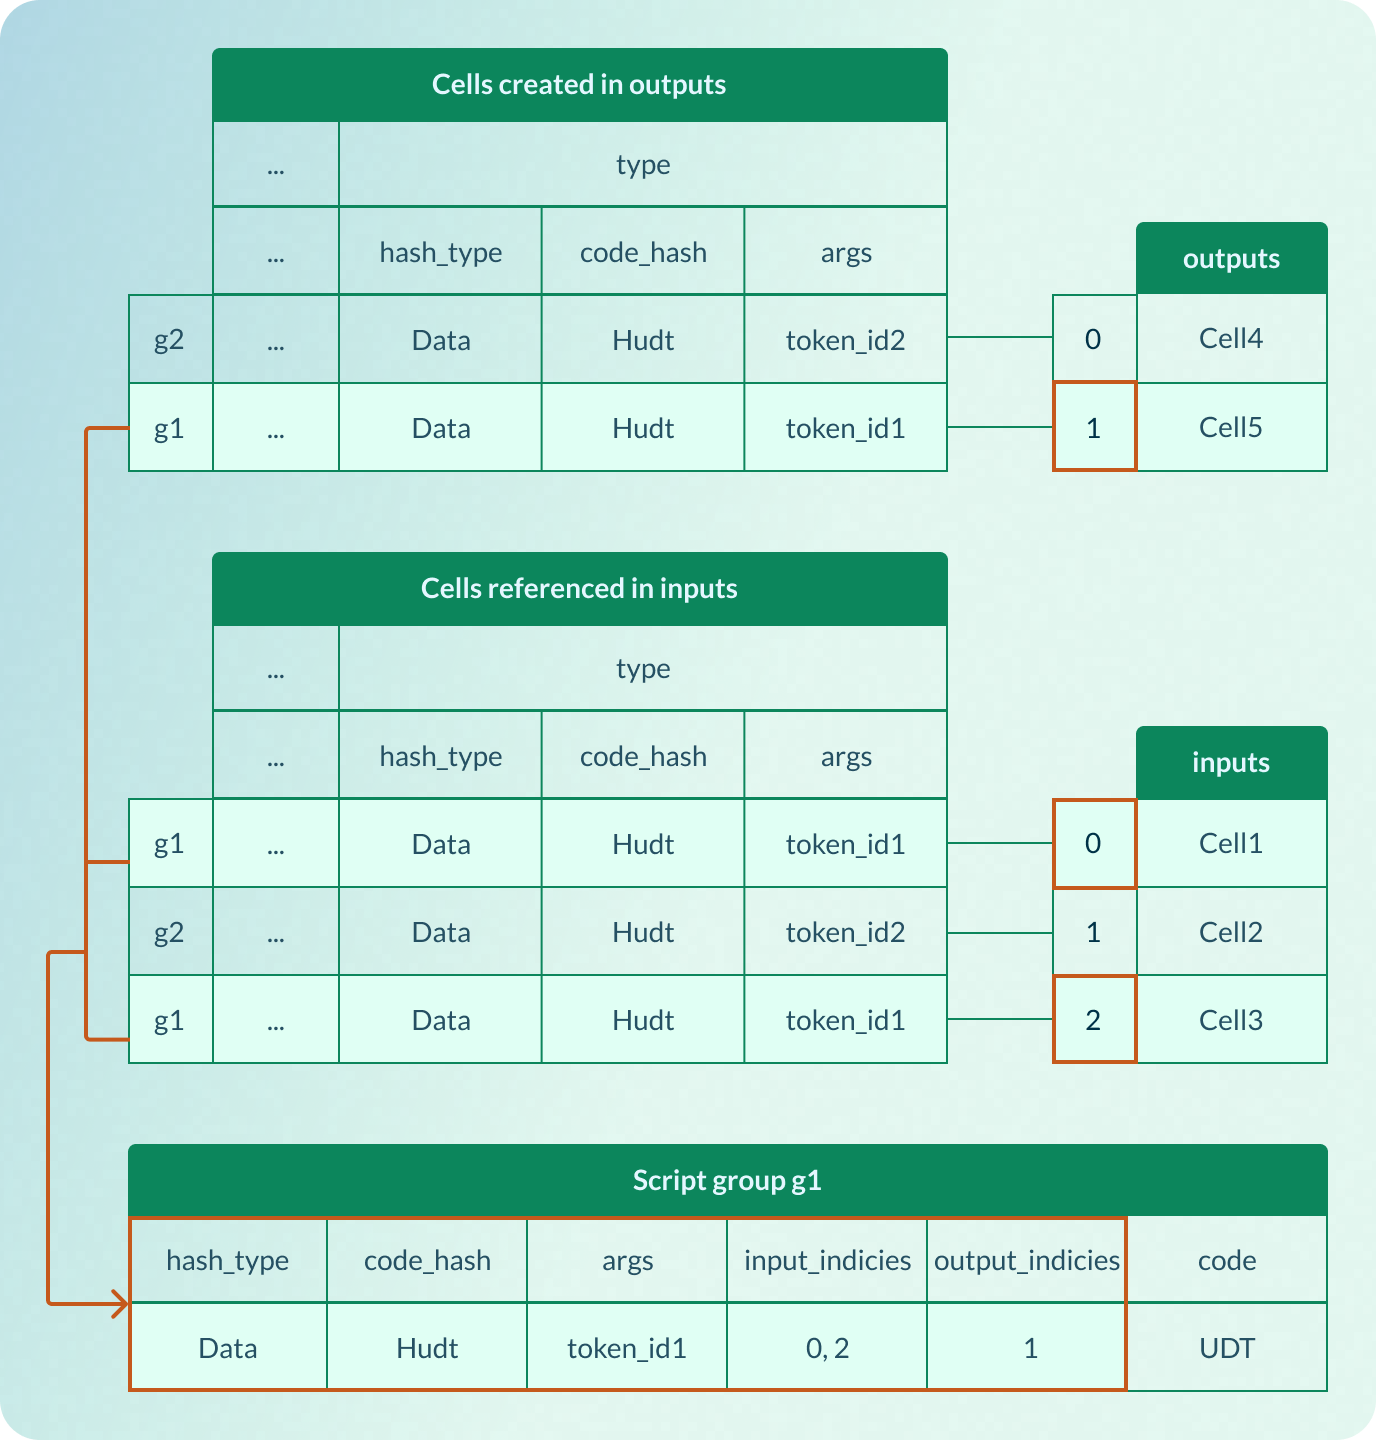 Cells created in outputs
... type
... hash_type code_hash args outputs
g2 ... Data Hudt token_id2 0 Cell4
g1 ... Data Hudt token_id1 1 Cell5
Cells referenced in inputs
... type
... hash_type code_hash args inputs
g1 ... Data Hudt token_id1 0 Cell1
g2 ... Data Hudt token_id2 1 Cell2
g1 ... Data Hudt token_id1 2 Cell3
Script group g1
hash_type code_hash args input_indicies output_indicies code
Data Hudt token_id1 0, 2 1 UDT